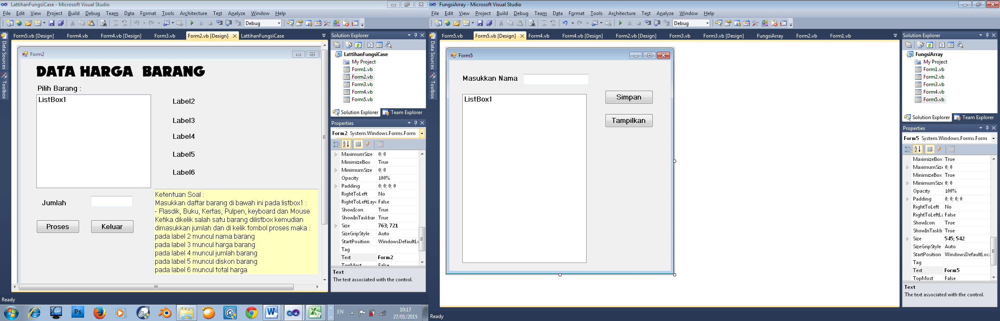 LattihanFungsiCase - Microsoft Visual Studio
File Edit View Project Build Debug Team Data Format Tools Architecture Test Analyze Window Help
Debug
Form5.vb [Design] Form4.vb Form4.vb [Design] Form3.vb Form2.vb [Design] LattihanFungsiCase
Data Sources
Toolbox
Form2
DATA HARGA BARANG
Pilih Barang :
ListBox1
Label2
Label3
Label4
Label5
Label6
Jumlah
Proses Keluar
Ketentuan Soal :
Masukkan daftar barang di bawah ini pada listbox1 :
- Flasdik, Buku, Kertas, Pulpen, keyboard dan Mouse
Ketika dikelik salah satu barang dilistbox kemudian
dimasukkan jumlah dan di kelik tombol proses maka :
pada label 2 muncul nama barang
pada label 3 muncul harga barang
pada label 4 muncul jumlah barang
pada label 5 muncul diskon barang
pada label 6 muncul total harga
Solution Explorer
LattihanFungsiCase
My Project
Form1.vb
Form2.vb
Form3.vb
Form4.vb
Form5.vb
Solution Explorer Team Explorer
Properties
Form2 System.Windows.Forms.Form
MaximumSize 0; 0
MinimizeBox True
MinimumSize 0; 0
Opacity 100%
Padding 0; 0; 0; 0
RightToLeft No
RightToLeftLay False
ShowIcon True
ShowInTaskbar True
Size 763; 721
SizeGripStyle Auto
StartPosition WindowsDefaultLo
Tag
Text Form2
TopMost False
Text
The text associated with the control.
Ready
KMP Ps W X EN 10:17
27/01/2015
FungsiArray - Microsoft Visual Studio
File Edit View Project Build Debug Team Data Format Tools Architecture Test Analyze Window Help
Debug
Form5.vb Form5.vb [Design] Form4.vb Form4.vb [Design] Form2.vb [Design] Form3.vb Form3.vb [Design] FungsiArray Form2.vb Form1.vb
Data Sources
Toolbox
Form5
Masukkan Nama
ListBox1
Simpan
Tampilkan
Solution Explorer
FungsiArray
My Project
Form1.vb
Form2.vb
Form3.vb
Form4.vb
Form5.vb
Solution Explorer Team Explorer
Properties
Form5 System.Windows.Forms.Form
MaximizeBox True
MaximumSize 0; 0
MinimizeBox True
MinimumSize 0; 0
Opacity 100%
Padding 0; 0; 0; 0
RightToLeft No
RightToLeftLa False
ShowIcon True
ShowInTaskb True
Size 545; 542
SizeGripStyle Auto
StartPosition WindowsDefaultLoca
Tag
Text Form5
TopMost False
Text
The text associated with the control.
Ready